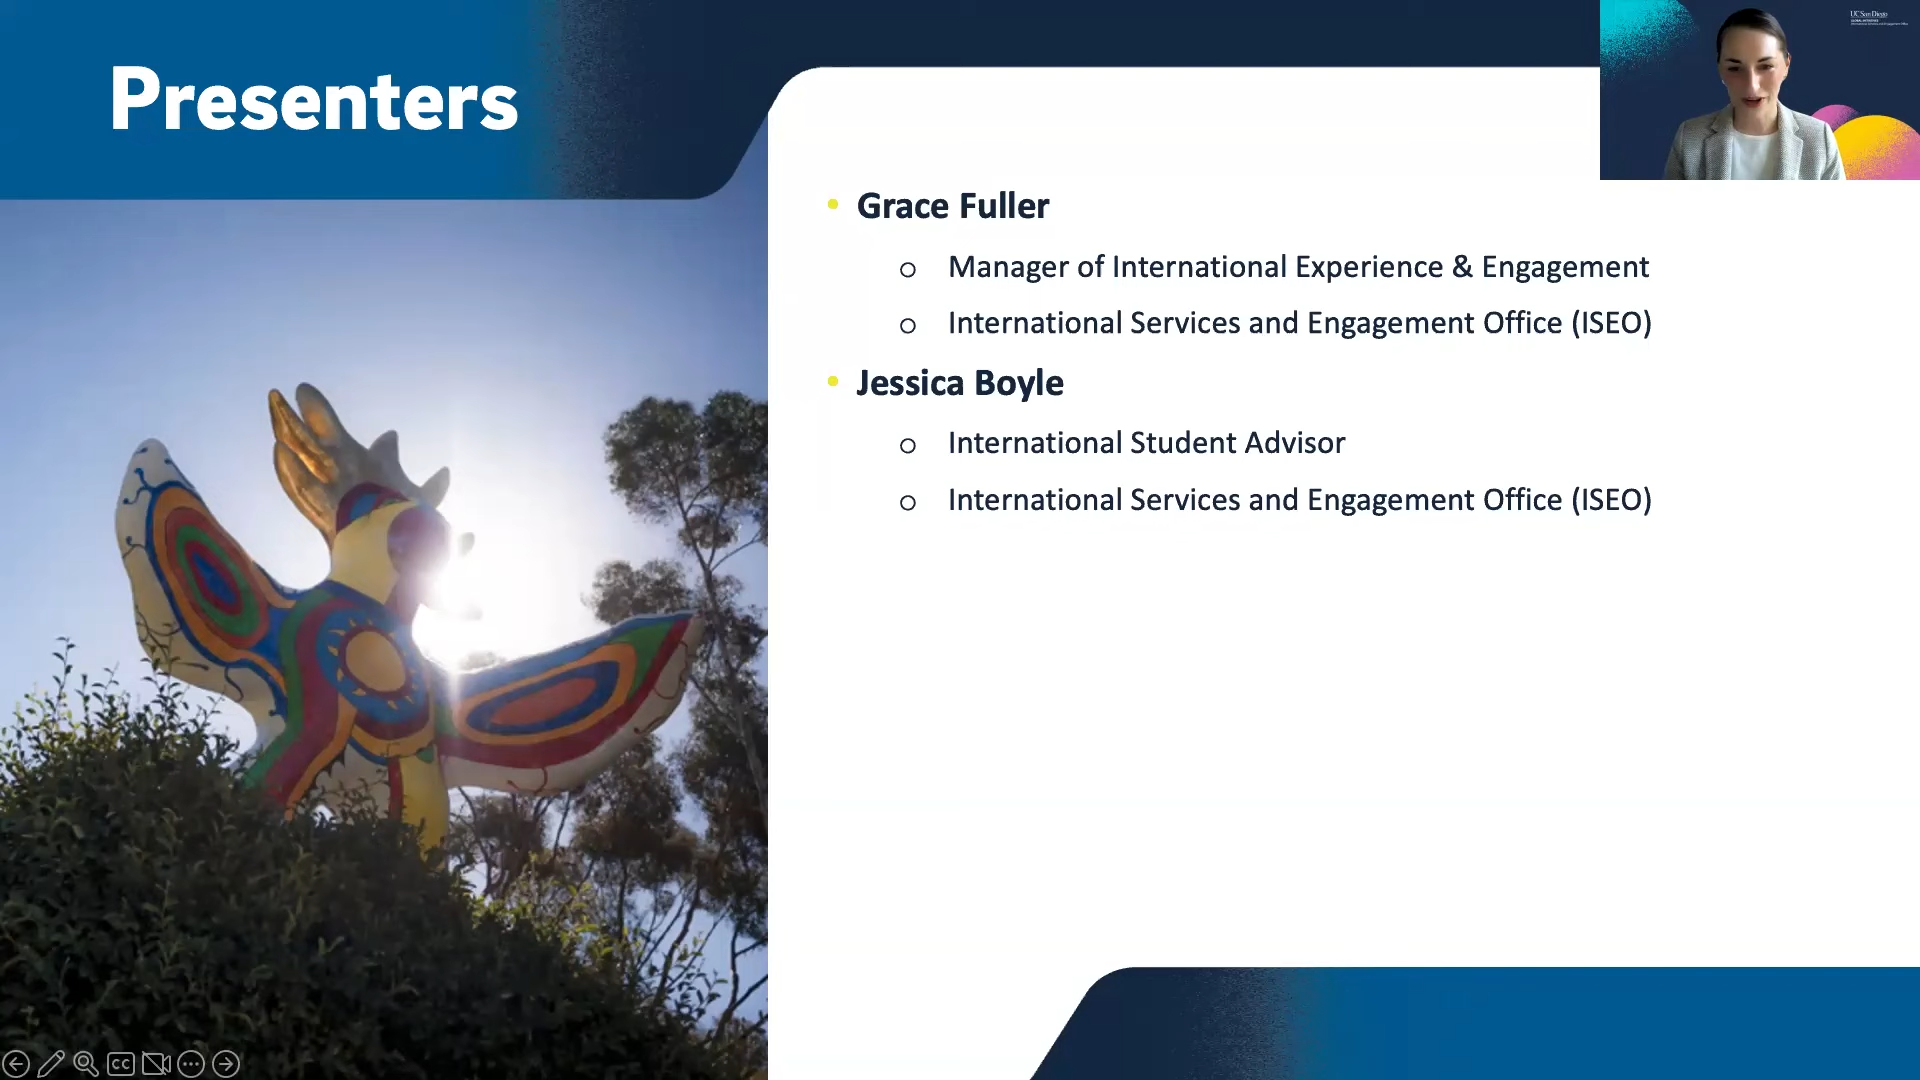 Presenters
UC San Diego
Grace Fuller
Manager of International Experience & Engagement
International Services and Engagement Office (ISEO)
Jessica Boyle
International Student Advisor
International Services and Engagement Office (ISEO)
CC